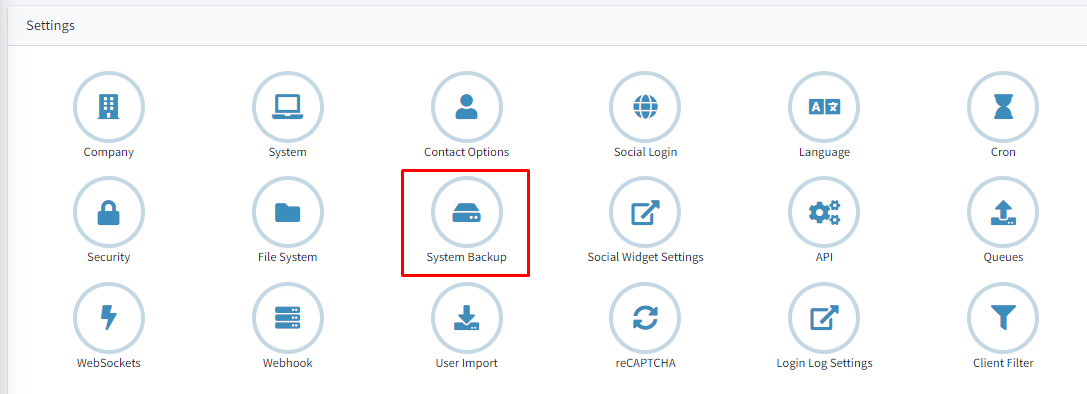 Settings
Company
System
Contact Options
Social Login
Language
Cron
Security
File System
System Backup
Social Widget Settings
API
Queues
WebSockets
Webhook
User Import
reCAPTCHA
Login Log Settings
Client Filter